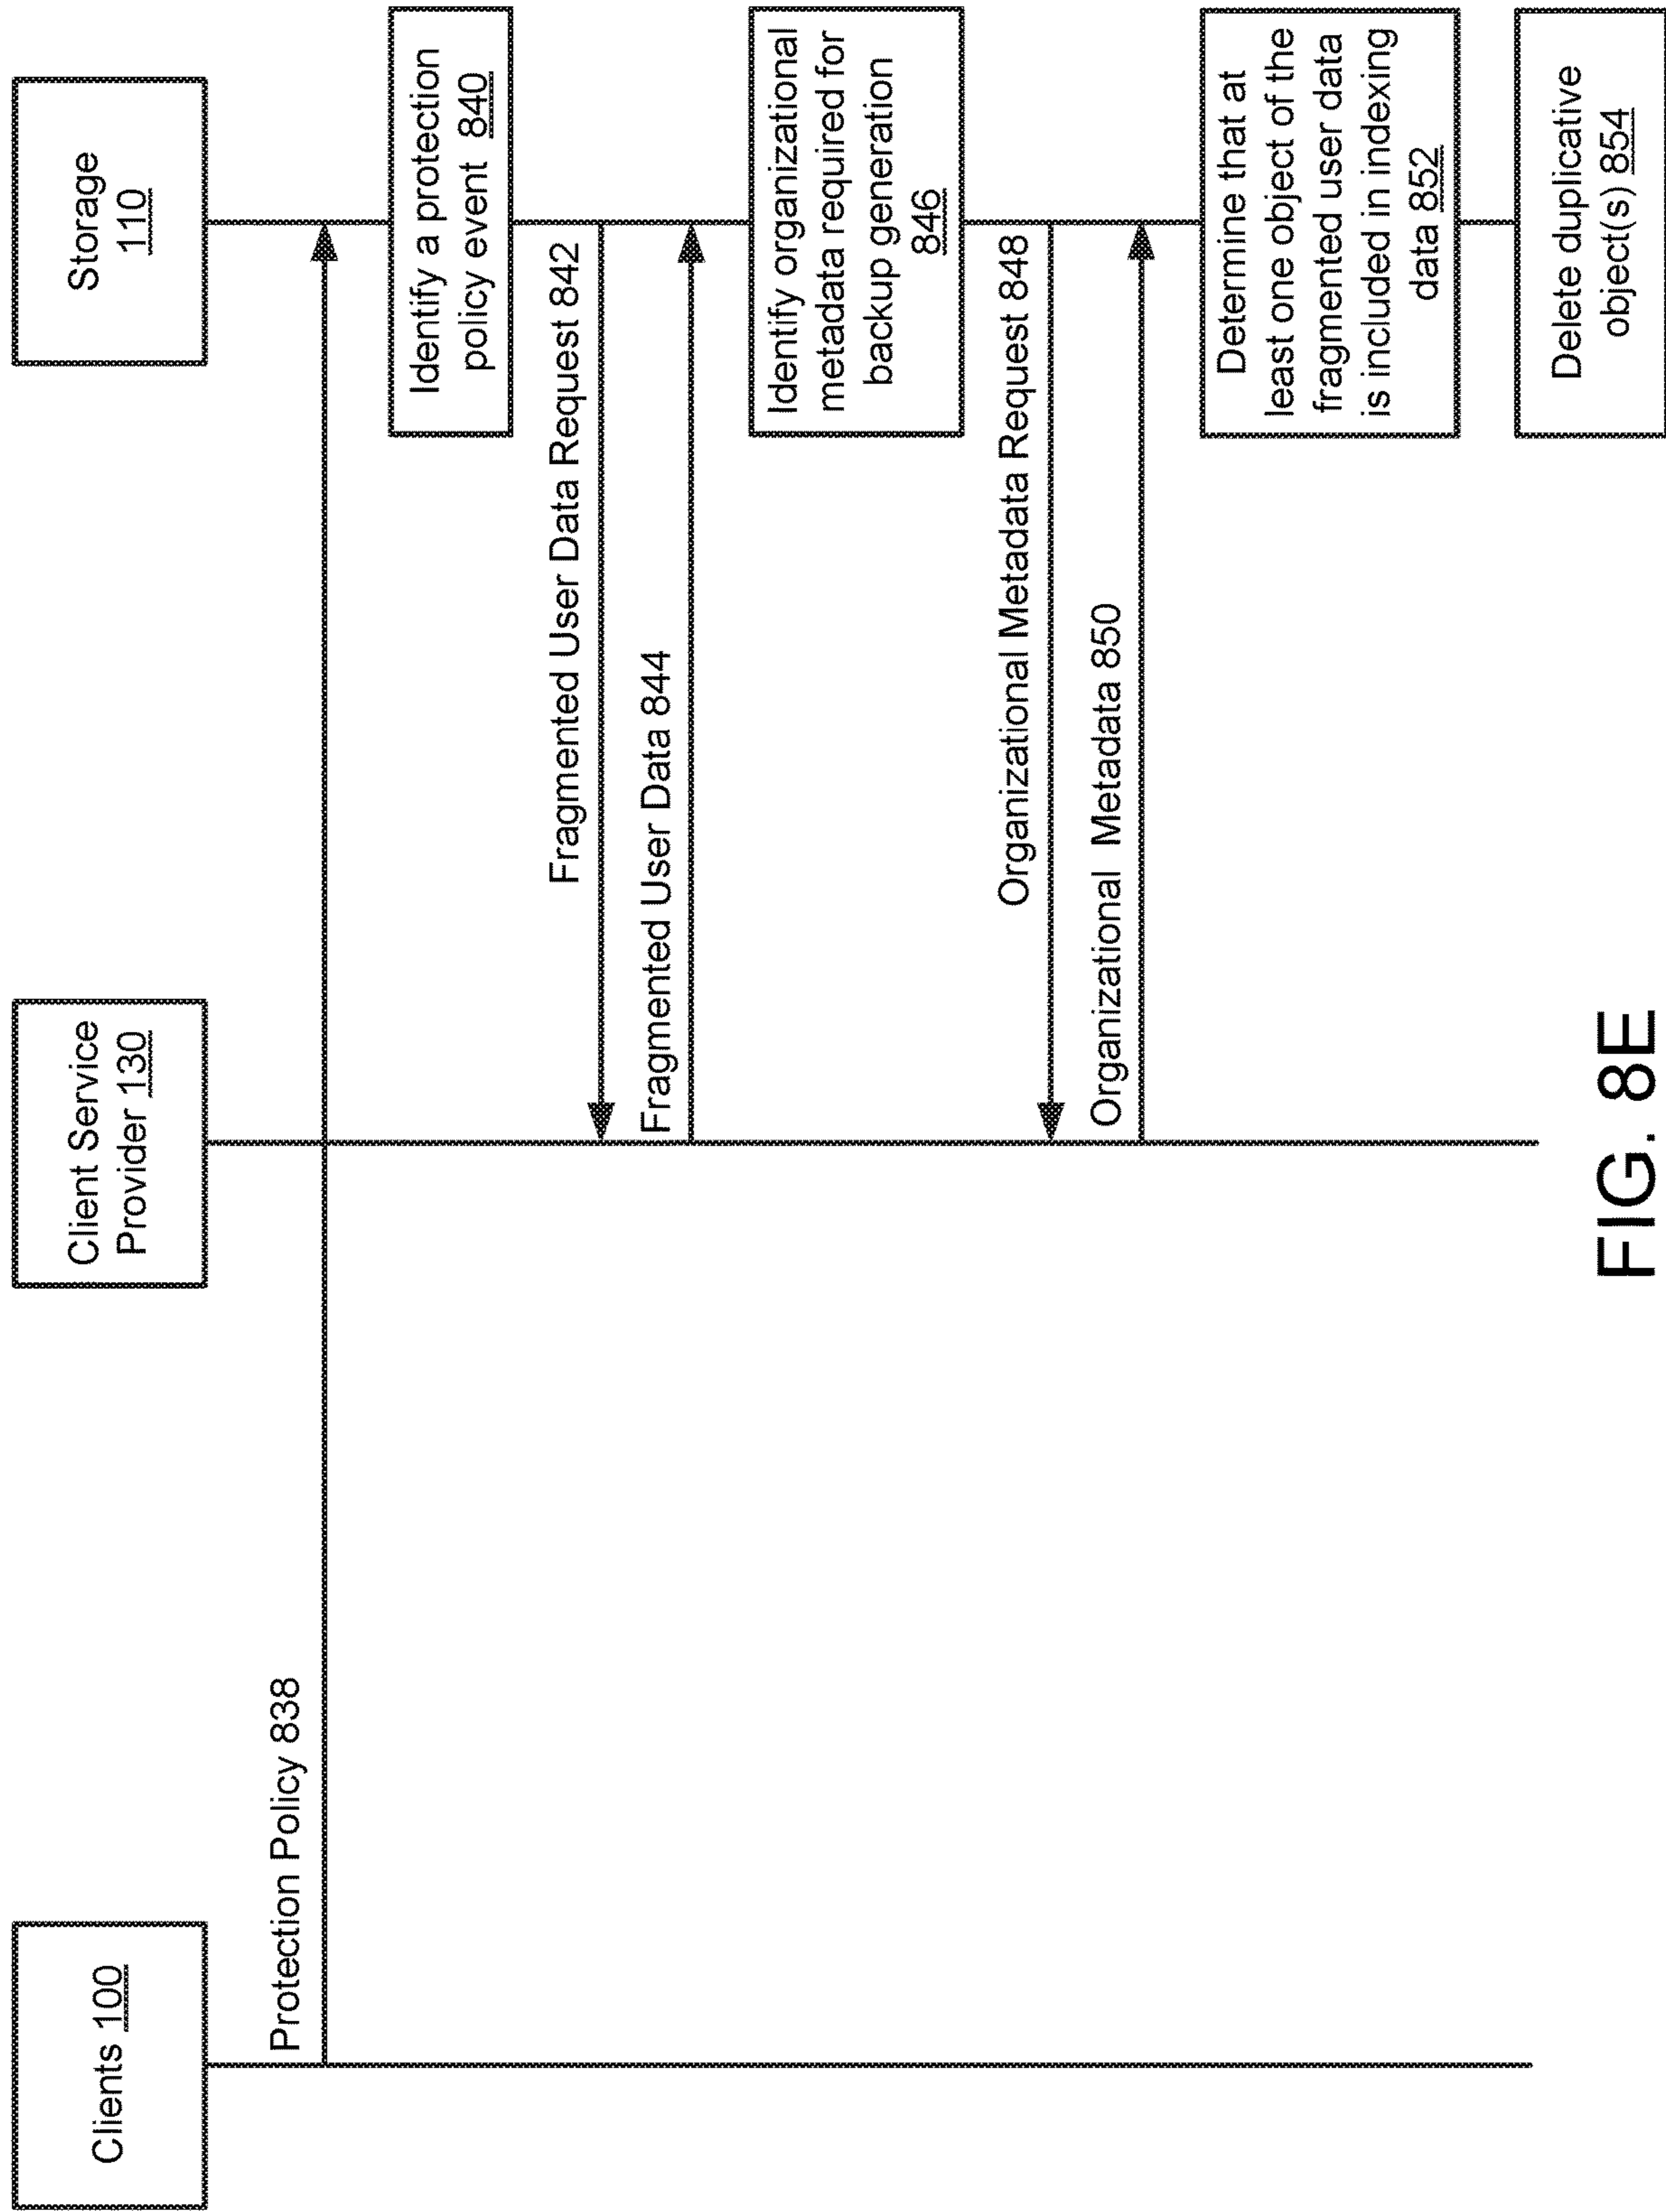 Clients 100
Client Service
Provider 130
Storage
110
Protection Policy 838
Identify a protection
policy event 840
Fragmented User Data Request 842
Fragmented User Data 844
Identify organizational
metadata required for
backup generation
846
Organizational Metadata Request 848
Organizational Metadata 850
Determine that at
least one object of the
fragmented user data
is included in indexing
data 852
Delete duplicative
object(s) 854
FIG. 8E